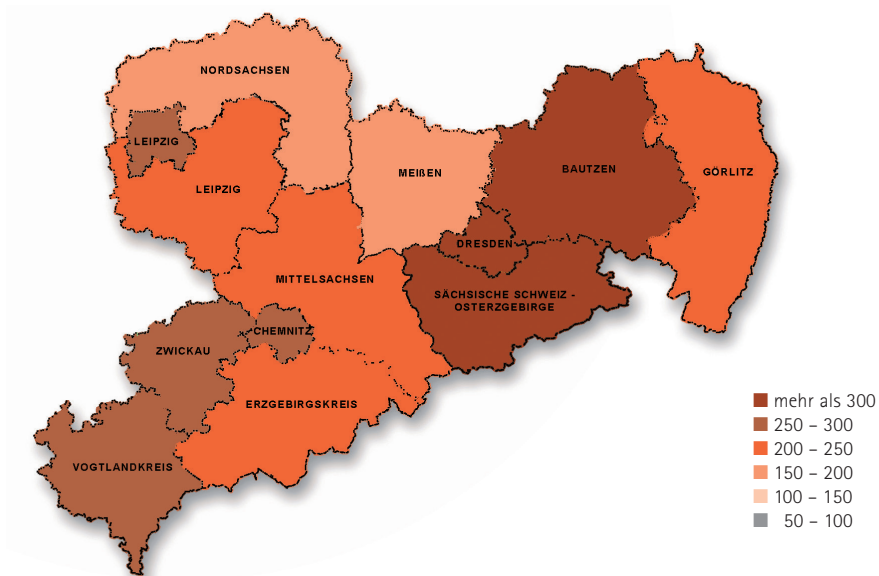 NORDSACHSEN
LEIPZIG
LEIPZIG
MEIßEN
BAUTZEN
GÖRLITZ
DRESDEN
MITTELSACHSEN
SÄCHSISCHE SCHWEIZ -
OSTERZGEBIRGE
CHEMNITZ
ZWICKAU
ERZGEBIRGSKREIS
VOGTLANDKREIS
mehr als 300
250 – 300
200 – 250
150 – 200
100 – 150
50 – 100